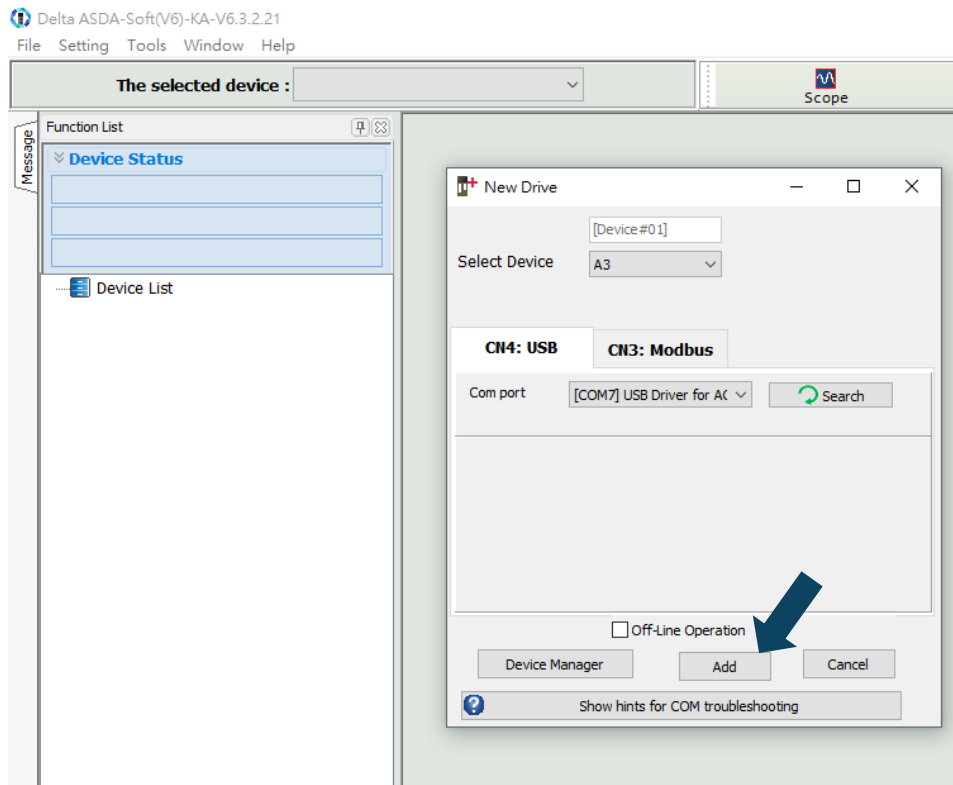 Delta ASDA-Soft(V6)-KA-V6.3.2.21
File Setting Tools Window Help
The selected device :
Scope
Message
Function List
Device Status
Device List
New Drive
[Device#01]
Select Device A3
CN4: USB CN3: Modbus
Com port [COM7] USB Driver for AC Search
Off-Line Operation
Device Manager Add Cancel
Show hints for COM troubleshooting